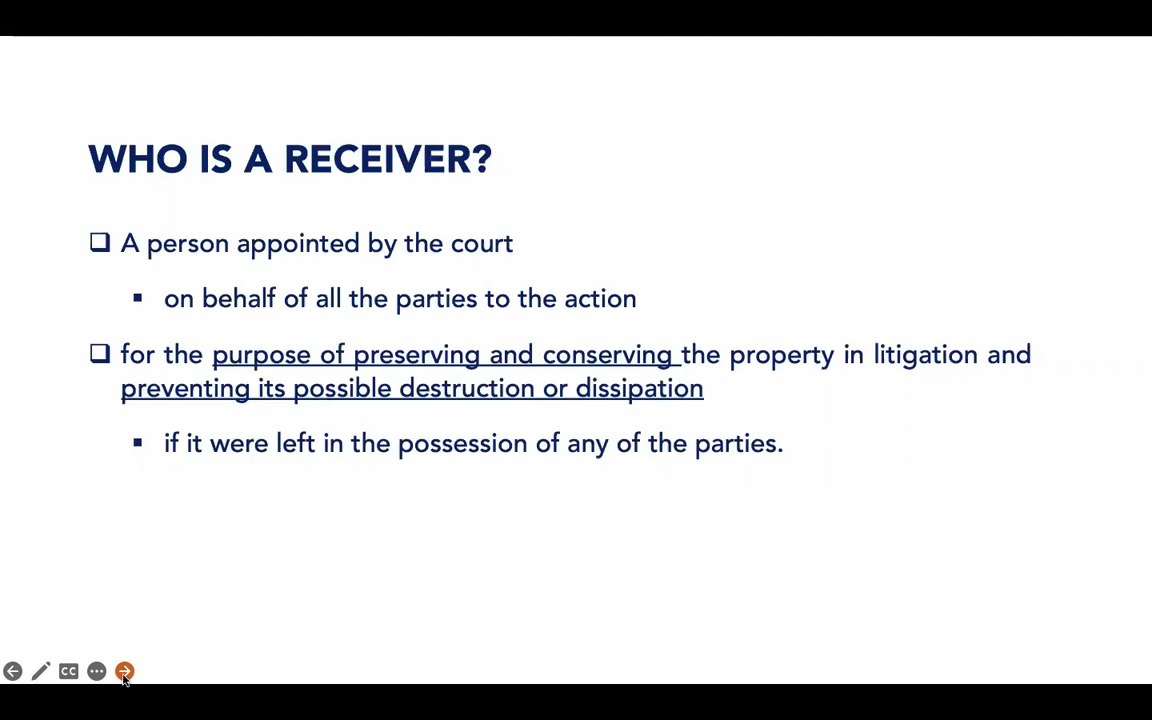 WHO IS A RECEIVER?
❑ A person appointed by the court
▪ on behalf of all the parties to the action
❑ for the purpose of preserving and conserving the property in litigation and
preventing its possible destruction or dissipation
▪ if it were left in the possession of any of the parties.
CC